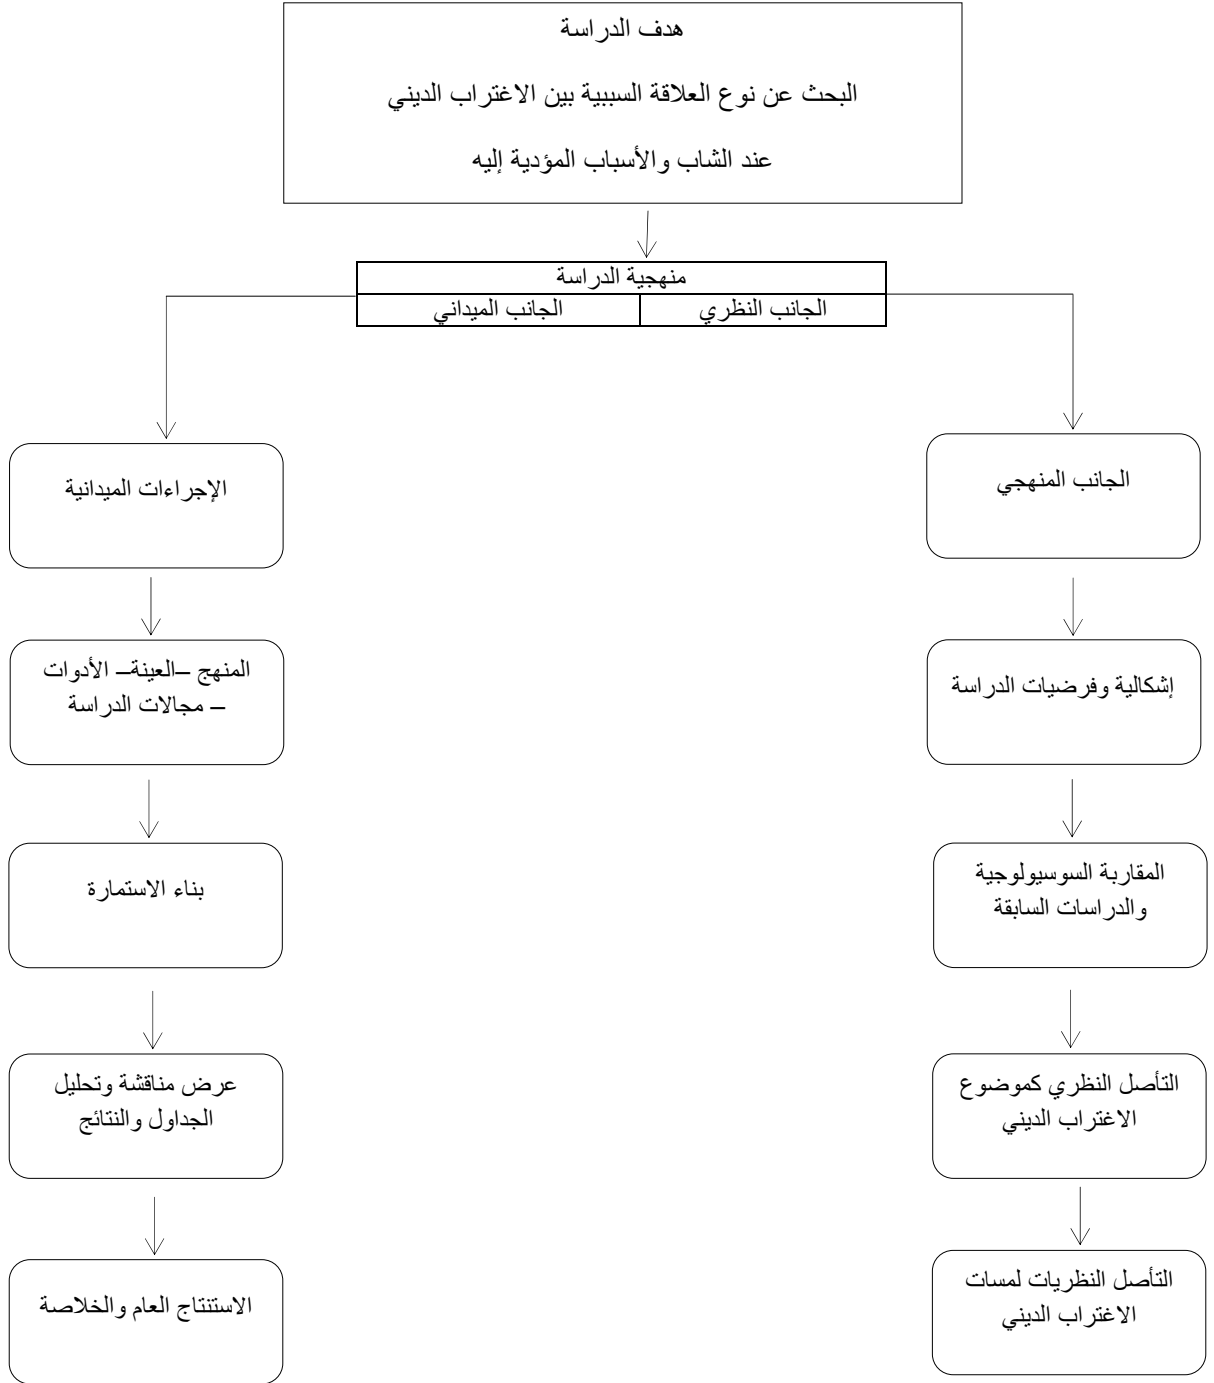 هدف الدراسة
البحث عن نوع العلاقة السببية بين الاغتراب الديني
عند الشاب والأسباب المؤدية إليه
منهجية الدراسة
الجانب النظري
الجانب الميداني
الجانب المنهجي
إشكالية وفرضيات الدراسة
المقاربة السوسيولوجية
والدراسات السابقة
التأصل النظري كموضوع
الاغتراب الديني
التأصل النظريات لمسات
الاغتراب الديني
الإجراءات الميدانية
المنهج –العينة– الأدوات
– مجالات الدراسة
بناء الاستمارة
عرض مناقشة وتحليل
الجداول والنتائج
الاستنتاج العام والخلاصة